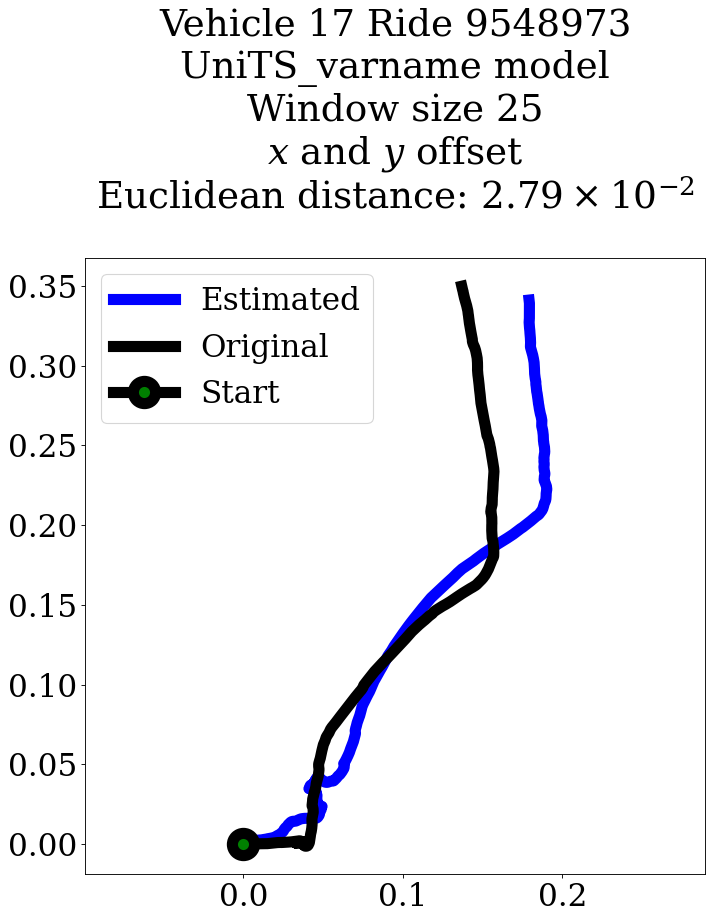 Vehicle 17 Ride 9548973
UniTS_varname model
Window size 25
x and y offset
Euclidean distance: 2.79 × 10⁻²
Estimated
Original
Start
0.35
0.30
0.25
0.20
0.15
0.10
0.05
0.00
0.0 0.1 0.2